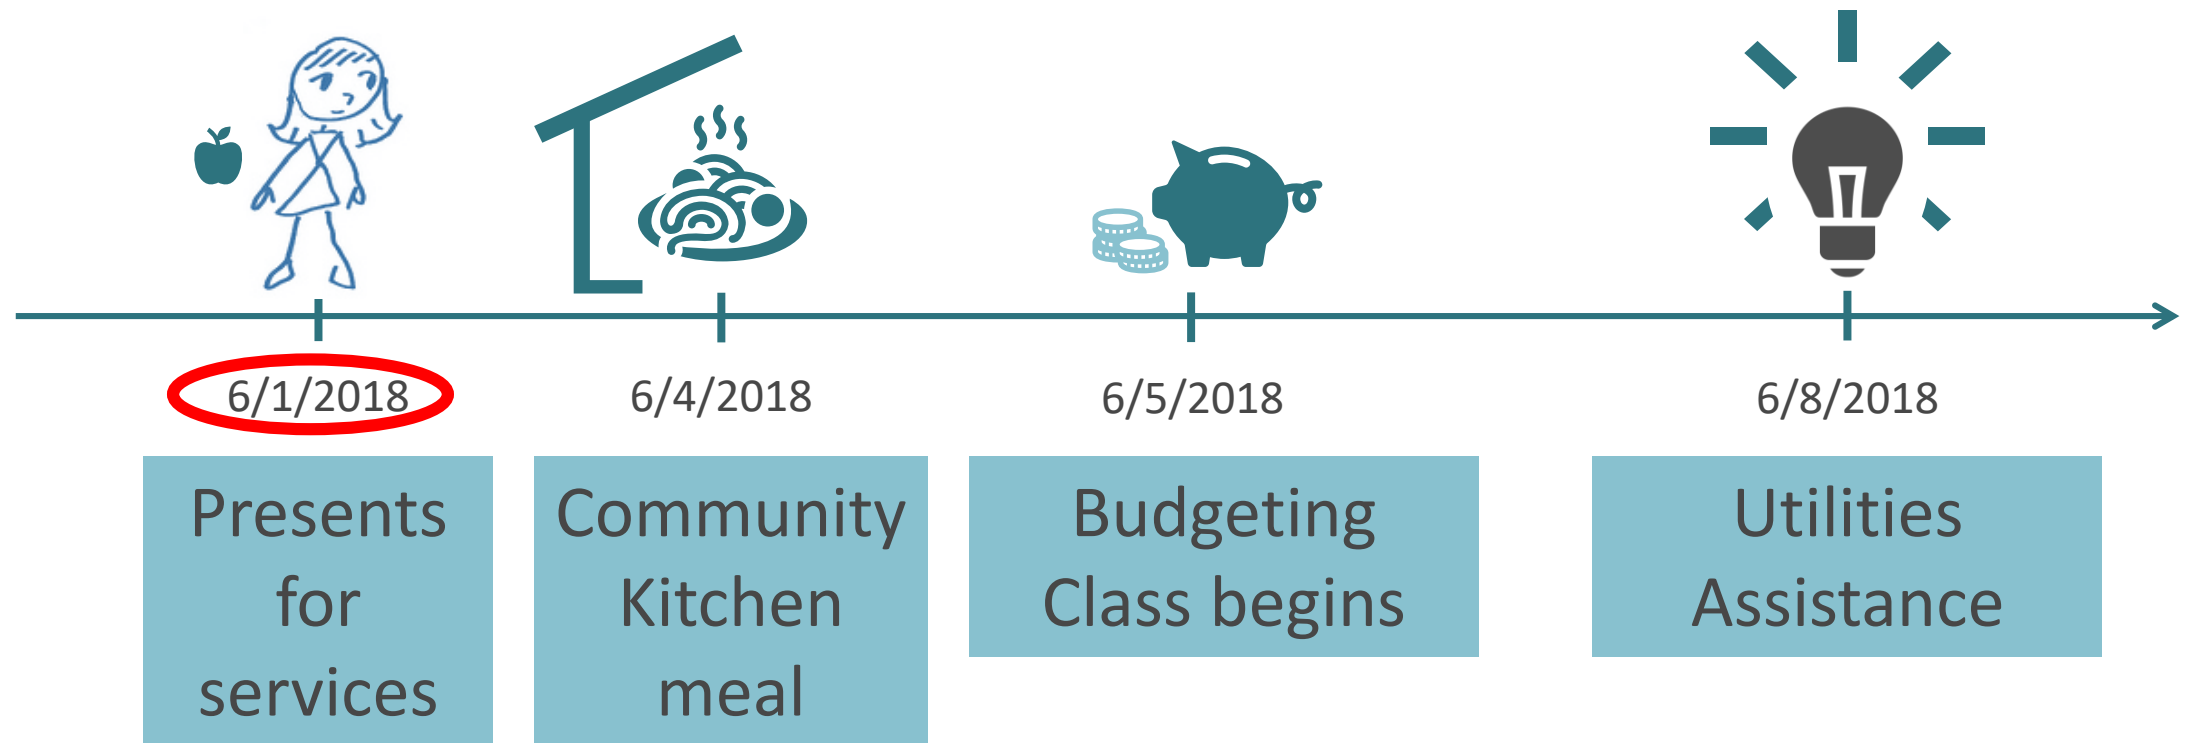 6/1/2018
6/4/2018
6/5/2018
6/8/2018
Presents
for
services
Community
Kitchen
meal
Budgeting
Class begins
Utilities
Assistance